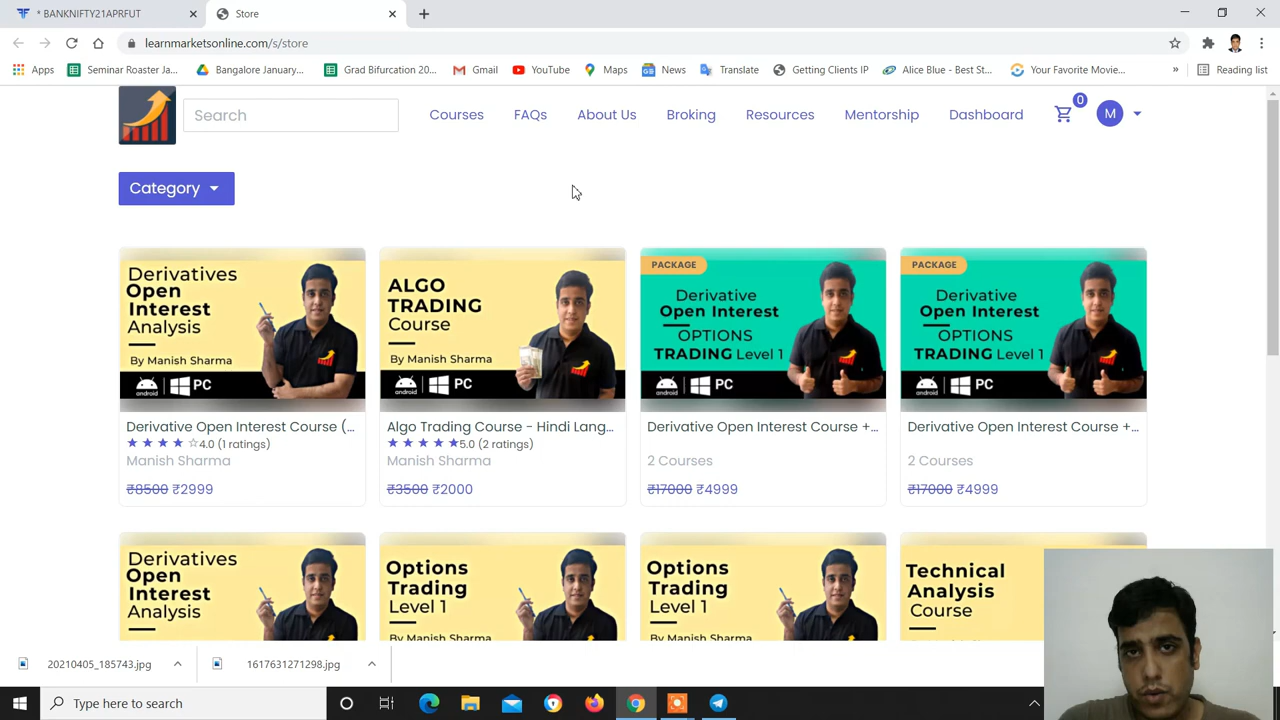 * BANKNIFTY21APRFUT
Store
learnmarketsonline.com/s/store
Apps
Seminar Roaster Ja...
Bangalore January...
Grad Bifurcation 20...
Gmail
YouTube
Maps
News
Translate
Getting Clients IP
Alice Blue - Best St...
Your Favorite Movie...
»
Reading list
Search
Courses
FAQs
About Us
Broking
Resources
Mentorship
Dashboard
0
M
Category
Derivatives
Open
Interest
Analysis
By Manish Sharma
android
PC
Derivative Open Interest Course (...
★ ★ ★ ★ ☆4.0 (1 ratings)
Manish Sharma
₹8500 ₹2999
ALGO
TRADING
Course
By Manish Sharma
android
PC
Algo Trading Course - Hindi Lang...
★ ★ ★ ★ ★5.0 (2 ratings)
Manish Sharma
₹3500 ₹2000
PACKAGE
Derivative
Open Interest
OPTIONS
TRADING Level 1
android
PC
Derivative Open Interest Course +...
2 Courses
₹17000 ₹4999
PACKAGE
Derivative
Open Interest
OPTIONS
TRADING Level 1
android
PC
Derivative Open Interest Course +...
2 Courses
₹17000 ₹4999
Derivatives
Open
Interest
Analysis
Options
Trading
Level 1
By Manish Sharma
Options
Trading
Level 1
By Manish Sharma
Technical
Analysis
Course
20210405_185743.jpg
1617631271298.jpg
Type here to search